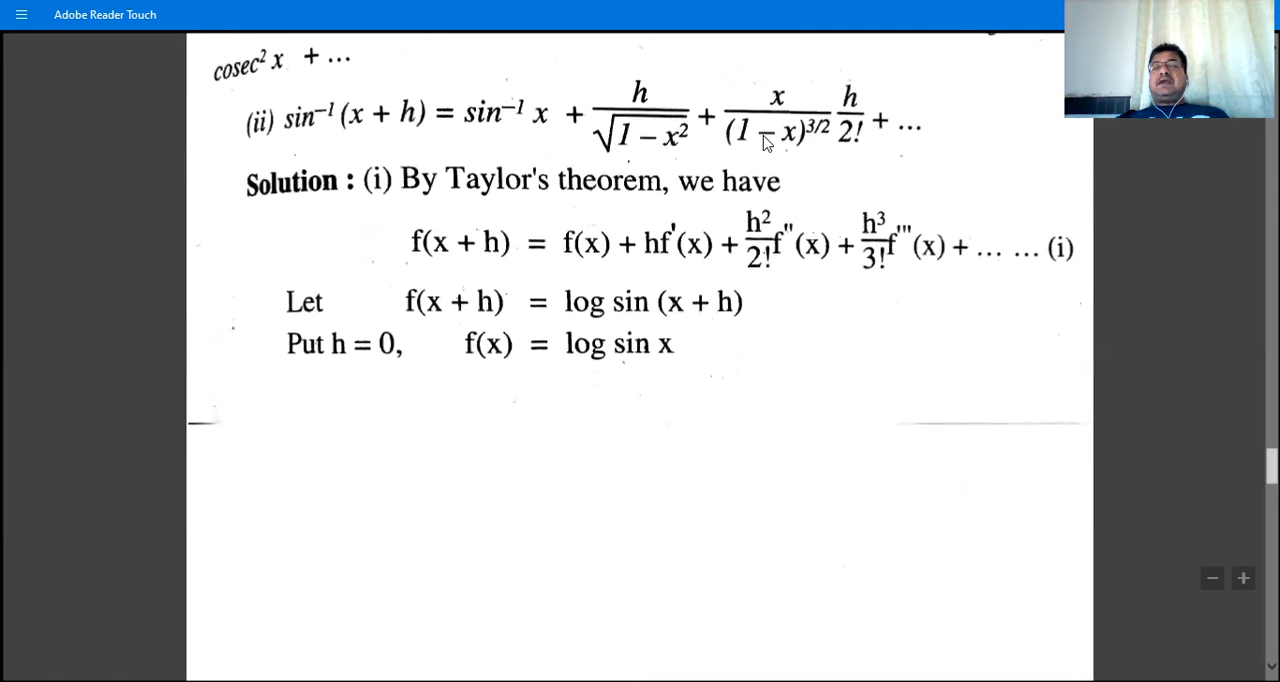 Adobe Reader Touch
cosec² x + ...
(ii) sin⁻¹ (x + h) = sin⁻¹ x + h/√(1 – x²) + x/(1 – x)^3/2 h/2! + ...
Solution : (i) By Taylor's theorem, we have
f(x + h) = f(x) + hf'(x) + h²/2! f''(x) + h³/3! f'''(x) + ... ... (i)
Let f(x + h) = log sin (x + h)
Put h = 0, f(x) = log sin x